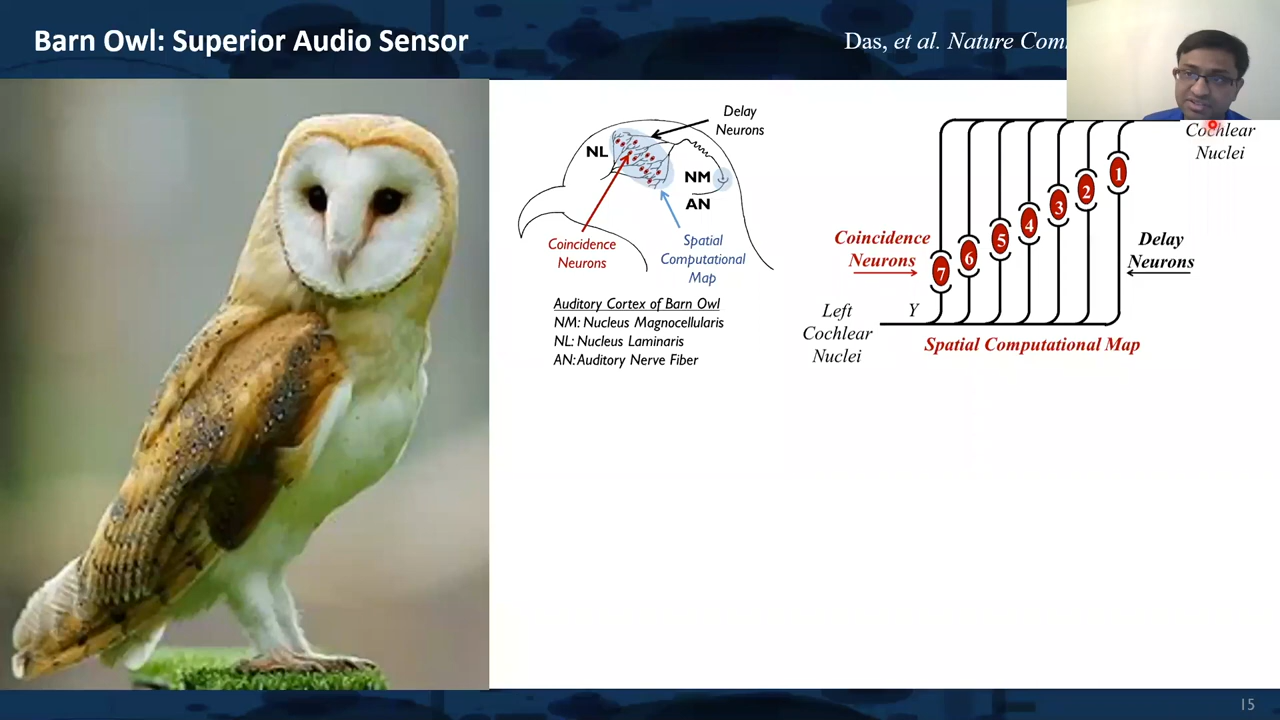 Barn Owl: Superior Audio Sensor
Das, et al. Nature
Delay
Neurons
NL
NM
AN
Coincidence
Neurons
Spatial
Computational
Map
Auditory Cortex of Barn Owl
NM: Nucleus Magnocellularis
NL: Nucleus Laminaris
AN: Auditory Nerve Fiber
Cochlear
Nuclei
1
2
3
4
5
6
7
Coincidence
Neurons
Delay
Neurons
Left
Cochlear
Nuclei
Y
Spatial Computational Map
15